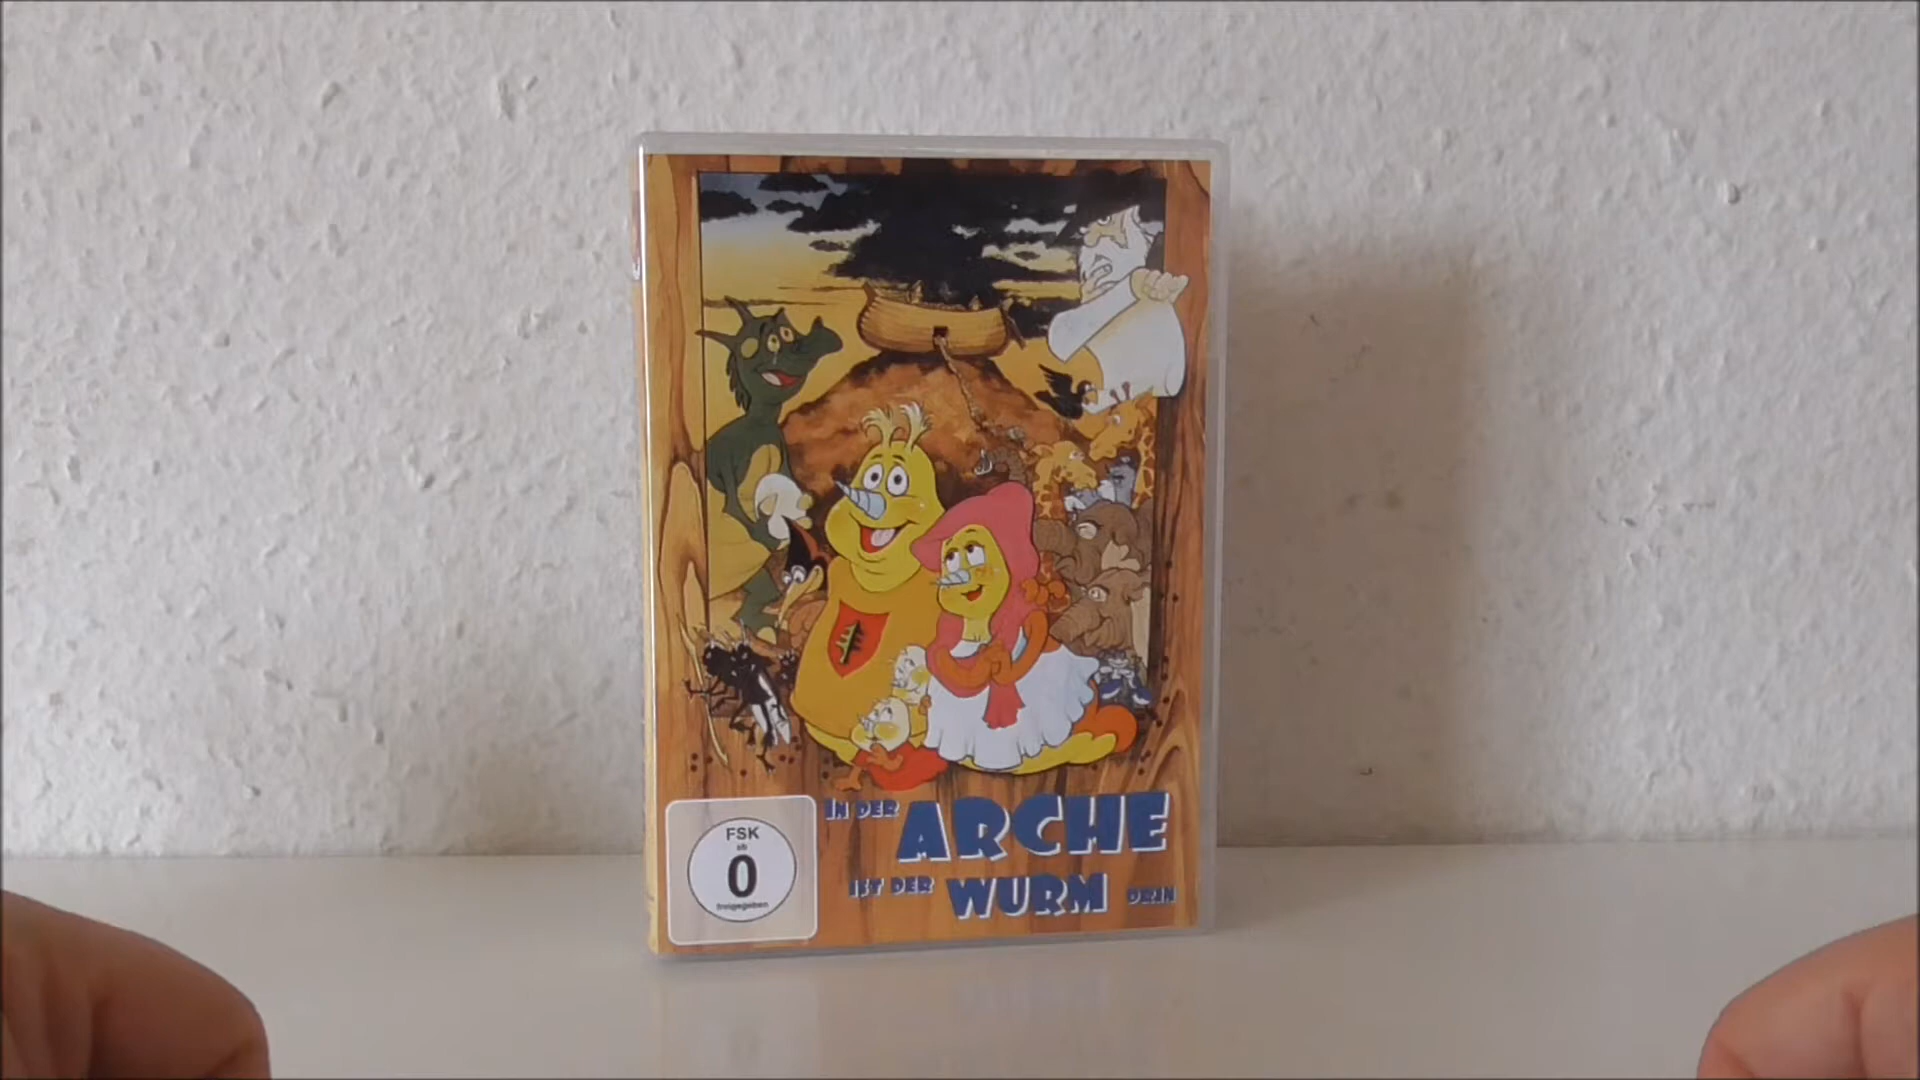 IN DER ARCHE
IST DER WURM DRIN
FSK
ab
0
freigegeben